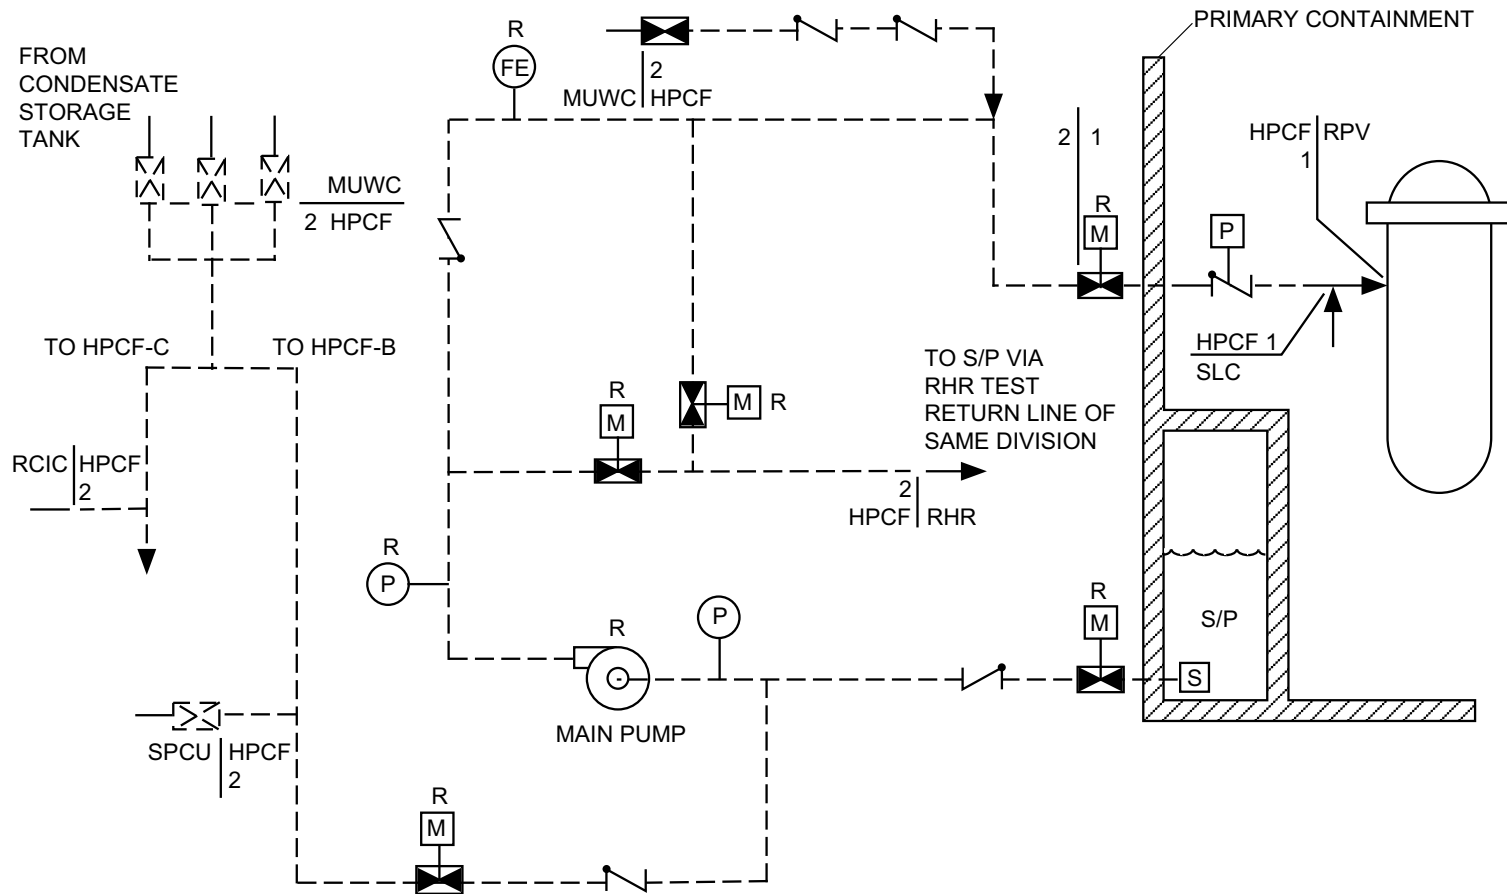 PRIMARY CONTAINMENT
FROM
CONDENSATE
STORAGE
TANK
R
FE
2
MUWC HPCF
2 1
HPCF RPV
1
MUWC
2 HPCF
R
M
P
TO HPCF-C
TO HPCF-B
HPCF 1
SLC
TO S/P VIA
RHR TEST
RETURN LINE OF
SAME DIVISION
R
M
M R
RCIC HPCF
2
2
HPCF RHR
R
P
P
R
M
S/P
S
R
MAIN PUMP
SPCU HPCF
2
R
M